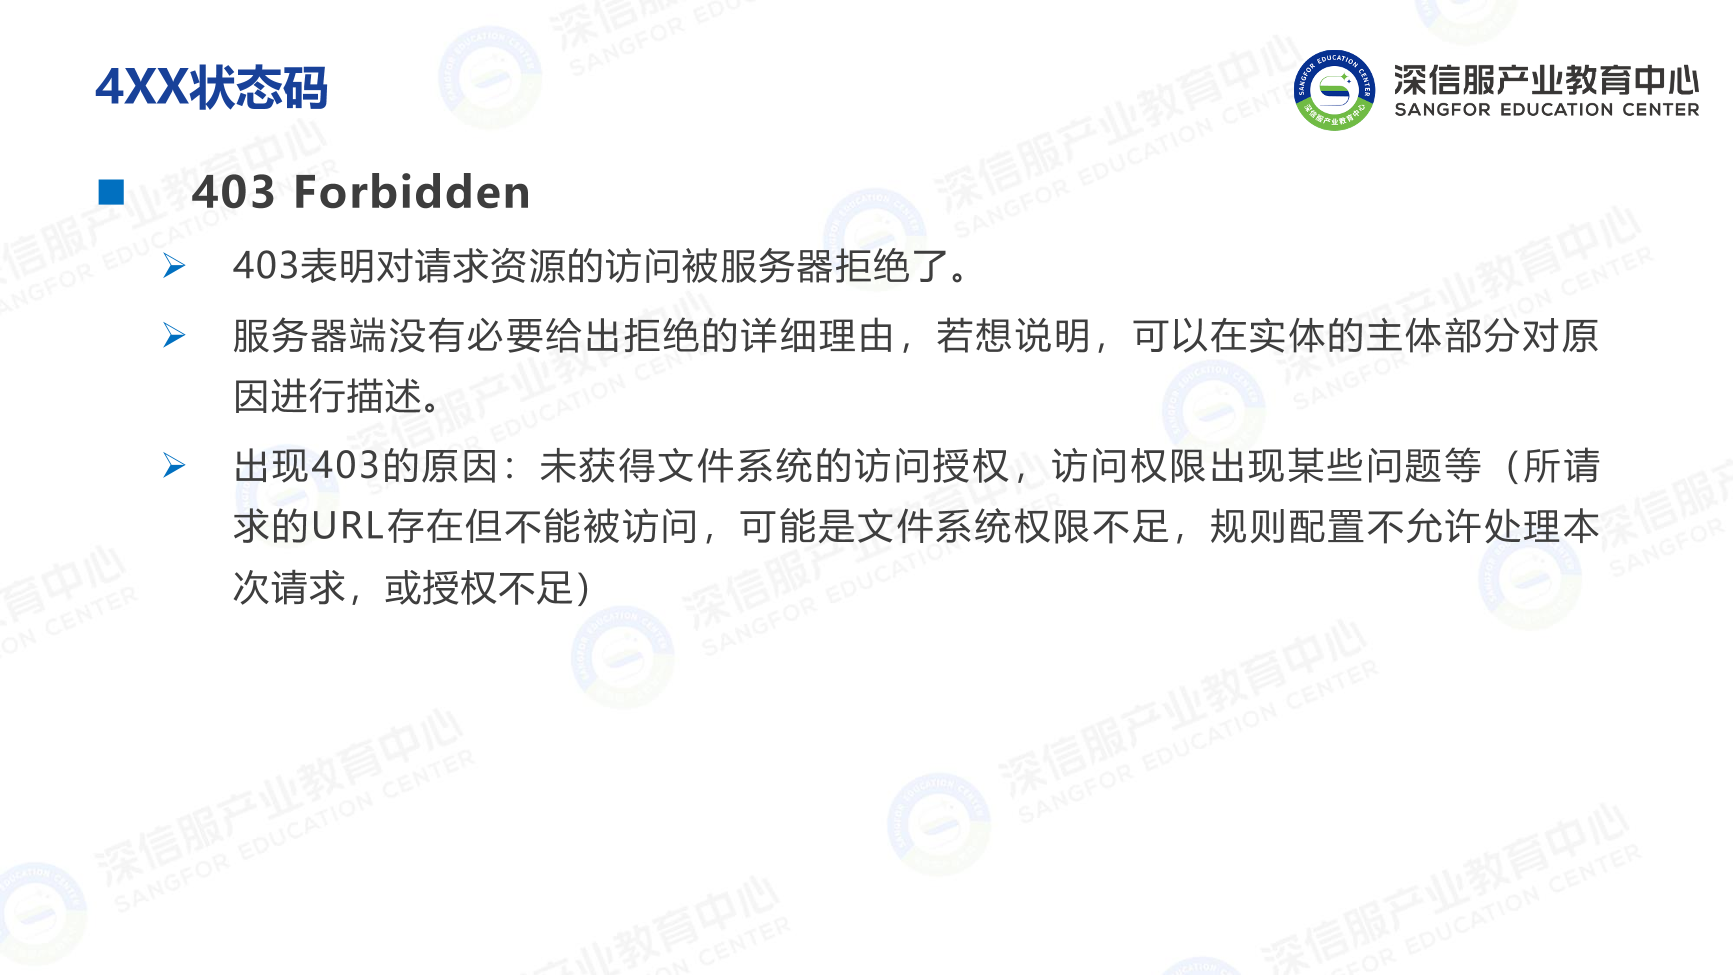 4XX状态码
深信服产业教育中心
SANGFOR EDUCATION CENTER
403 Forbidden
403表明对请求资源的访问被服务器拒绝了。
服务器端没有必要给出拒绝的详细理由，若想说明，可以在实体的主体部分对原
因进行描述。
出现403的原因：未获得文件系统的访问授权，访问权限出现某些问题等（所请
求的URL存在但不能被访问，可能是文件系统权限不足，规则配置不允许处理本
次请求，或授权不足）